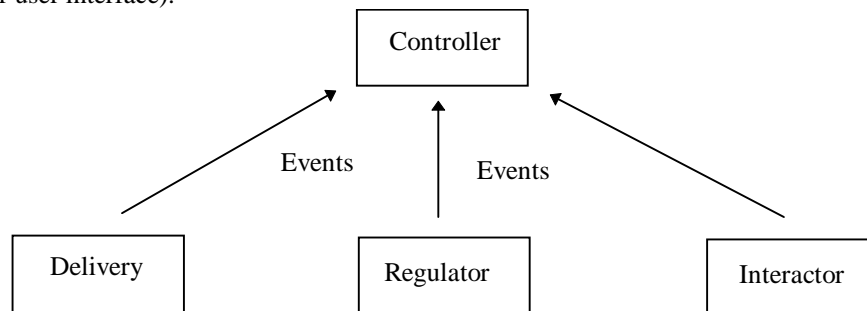 user interface).
Controller
Events
Events
Delivery
Regulator
Interactor